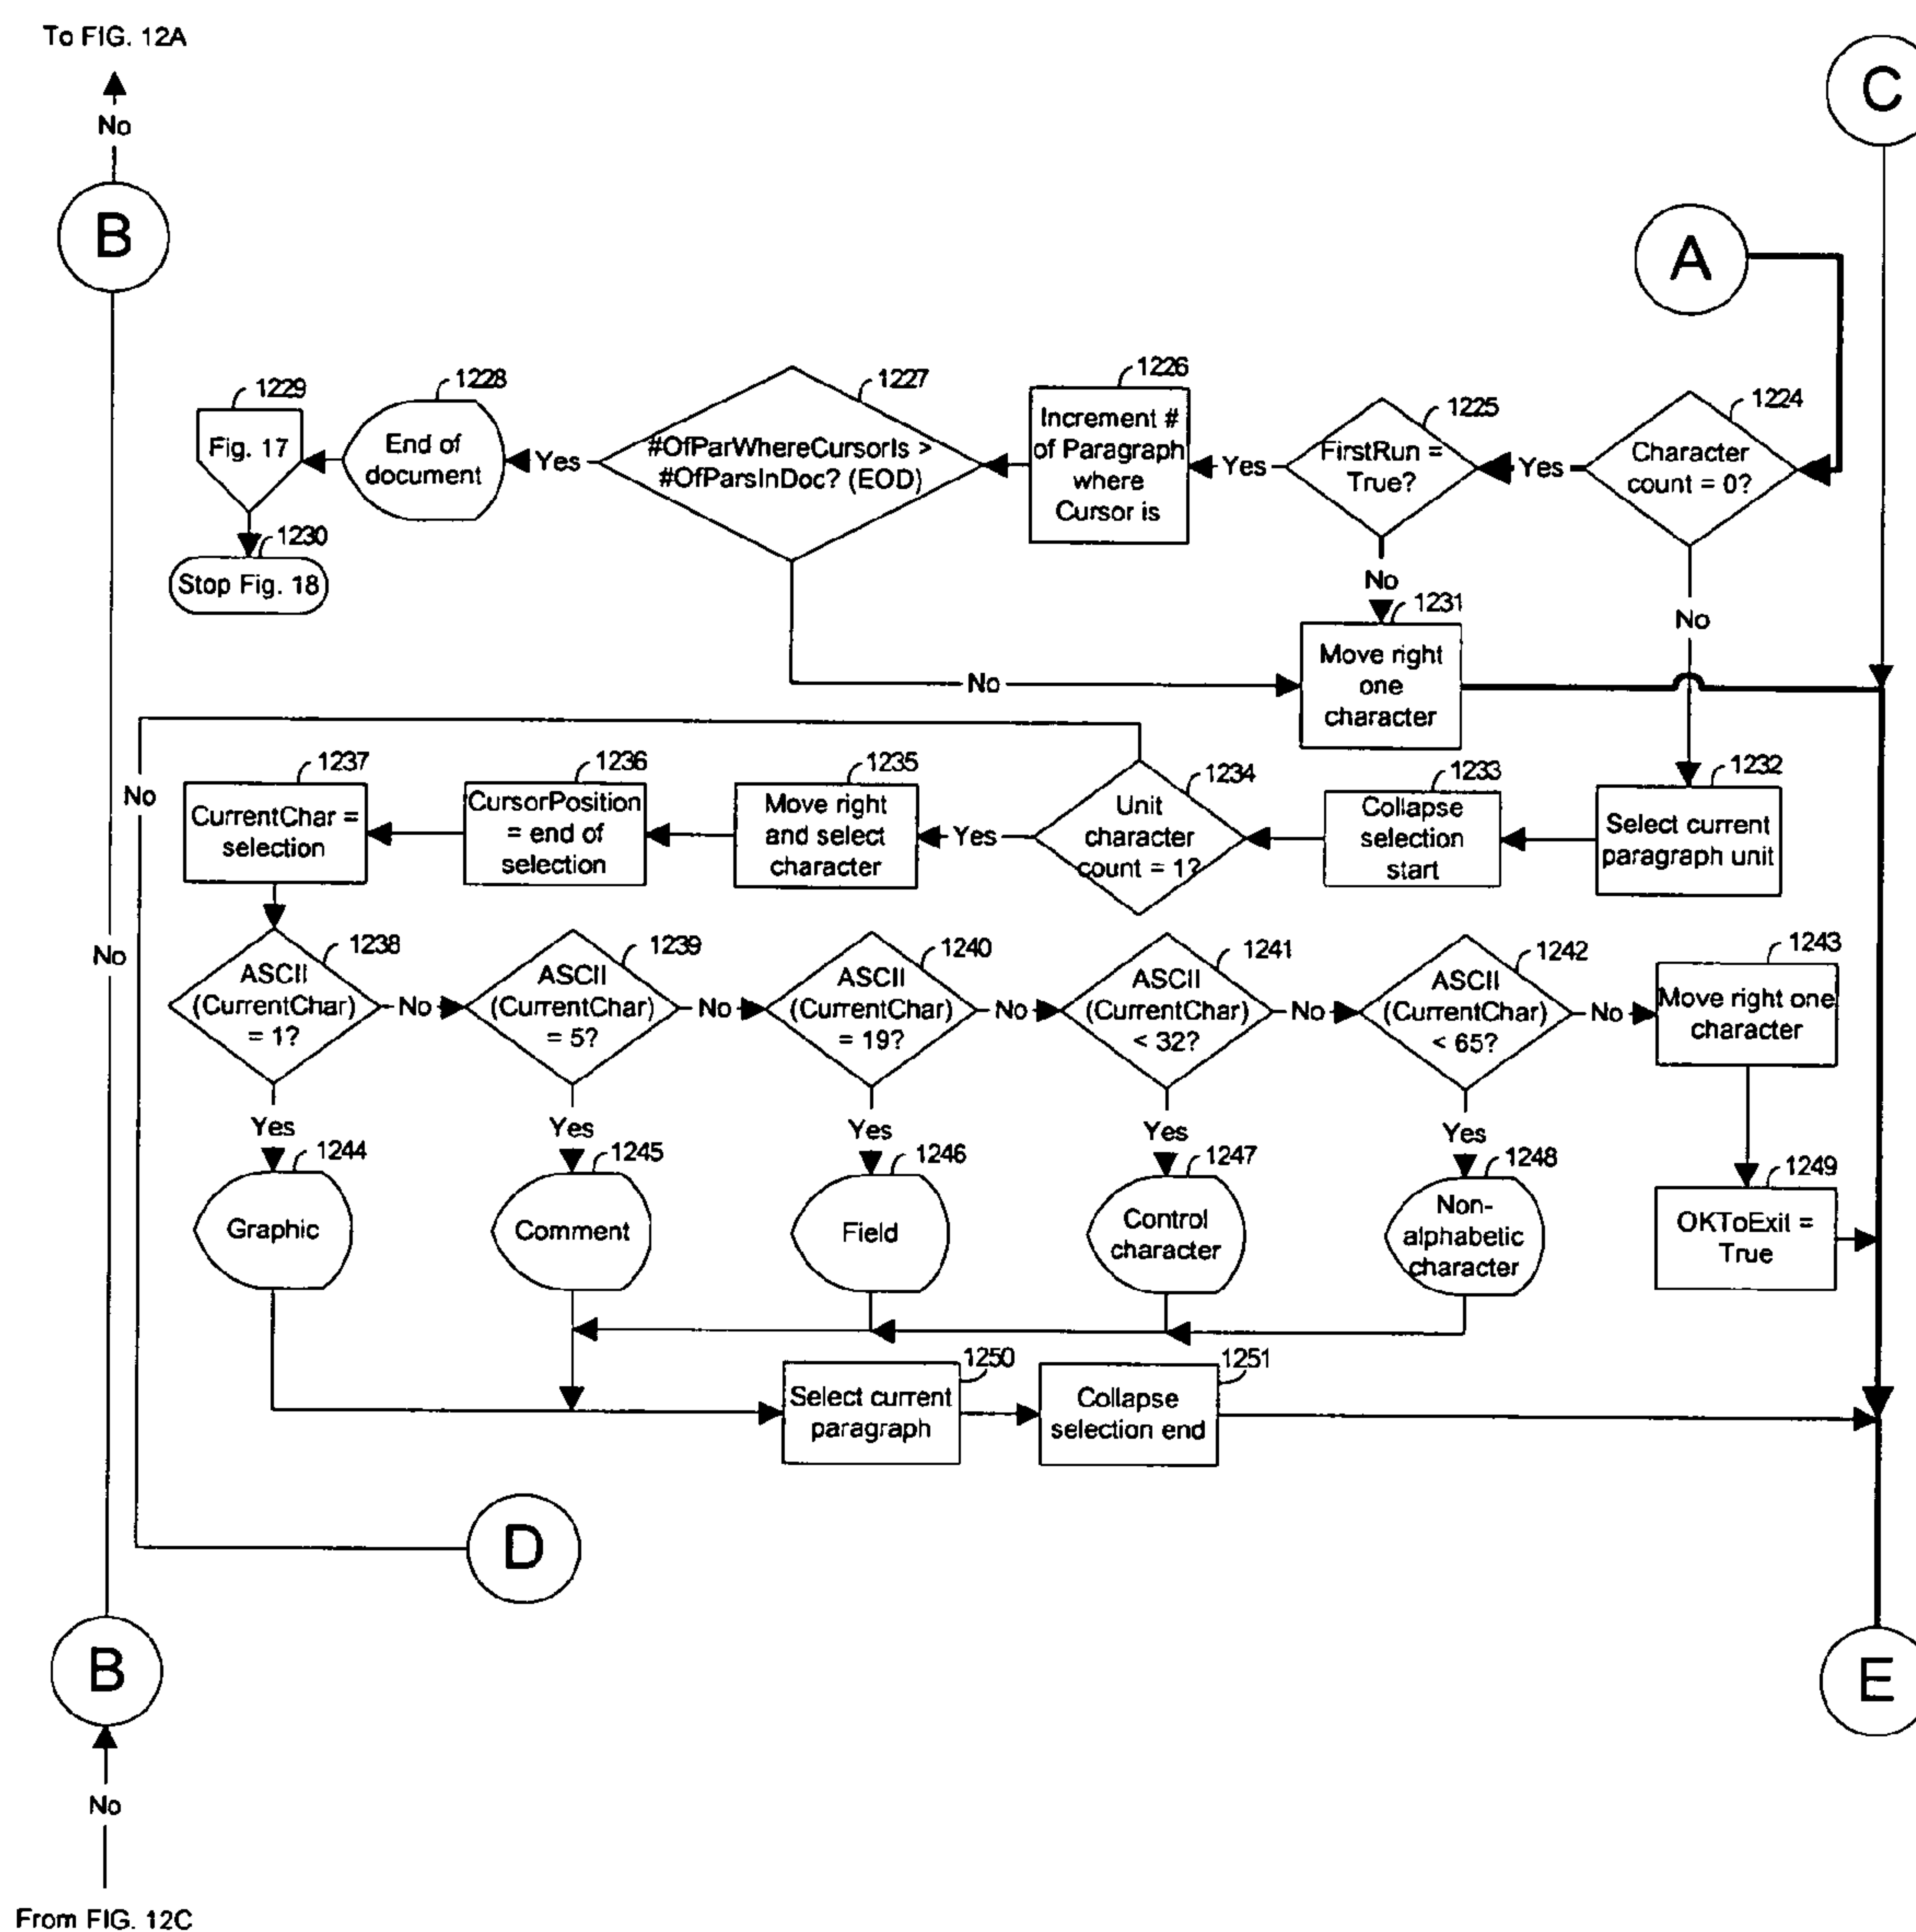 To FIG. 12A
No
B
C
A
1229
Fig. 17
1228
End of
document
Yes
1227
#OfParWhereCursorIs >
#OfParsInDoc? (EOD)
1226
Increment #
of Paragraph
where
Cursor is
Yes
1225
FirstRun =
True?
Yes
1224
Character
count = 0?
1230
Stop Fig. 18
No
No
No
1231
Move right
one
character
No
1237
CurrentChar =
selection
1236
CursorPosition
= end of
selection
1235
Move right
and select
character
Yes
1234
Unit
character
count = 1?
1233
Collapse
selection
start
1232
Select current
paragraph unit
No
1238
ASCII
(CurrentChar)
= 1?
No
1239
ASCII
(CurrentChar)
= 5?
No
1240
ASCII
(CurrentChar)
= 19?
No
1241
ASCII
(CurrentChar)
< 32?
No
1242
ASCII
(CurrentChar)
< 65?
No
1243
Move right one
character
Yes
Yes
Yes
Yes
Yes
1244
Graphic
1245
Comment
1246
Field
1247
Control
character
1248
Non-
alphabetic
character
1249
OKToExit =
True
1250
Select current
paragraph
1251
Collapse
selection end
D
B
E
No
From FIG. 12C